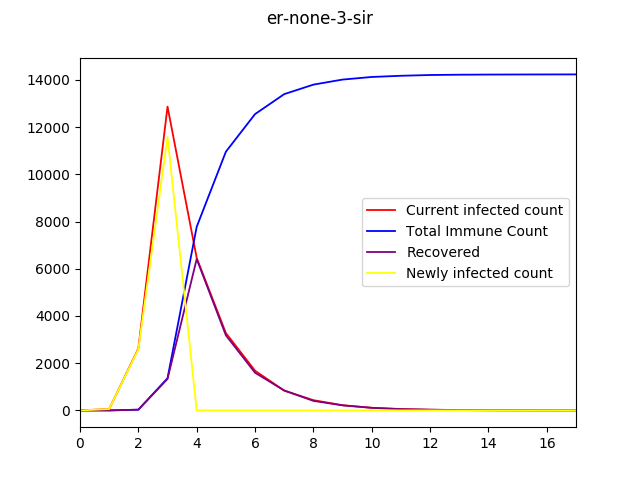 er-none-3-sir
14000
12000
10000
8000
6000
4000
2000
0
Current infected count
Total Immune Count
Recovered
Newly infected count
0 2 4 6 8 10 12 14 16